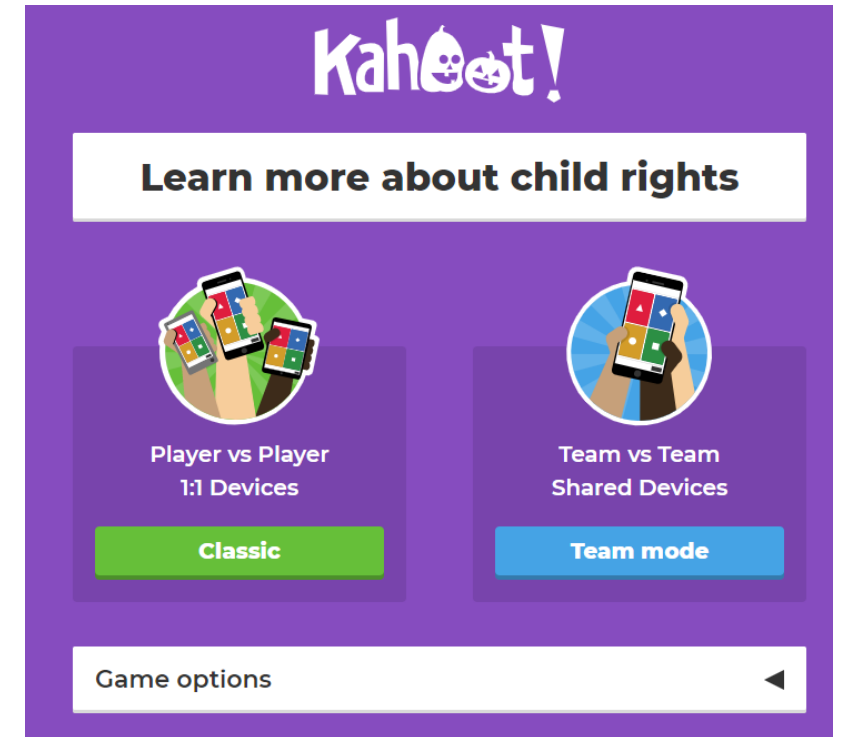 Kahoot!
Learn more about child rights
Player vs Player
1:1 Devices
Classic
Team vs Team
Shared Devices
Team mode
Game options